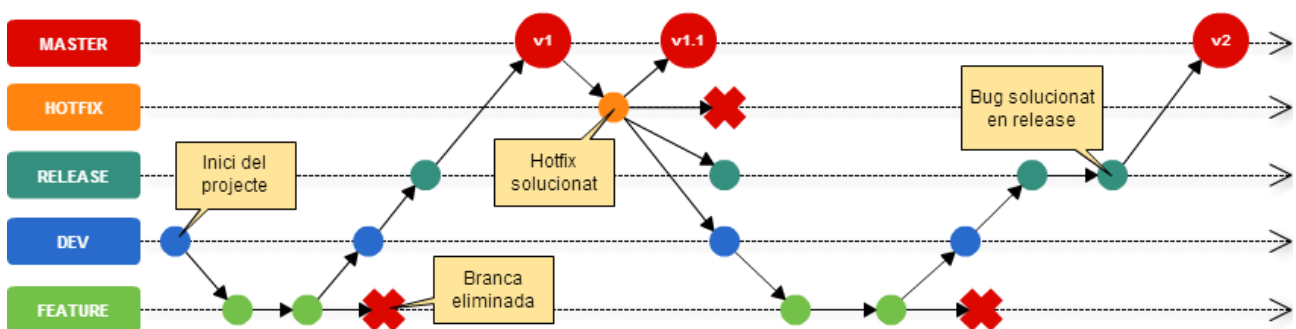 MASTER
v1
v1.1
v2
HOTFIX
Bug solucionat
en release
Inici del
projecte
Hotfix
solucionat
RELEASE
DEV
Branca
eliminada
FEATURE